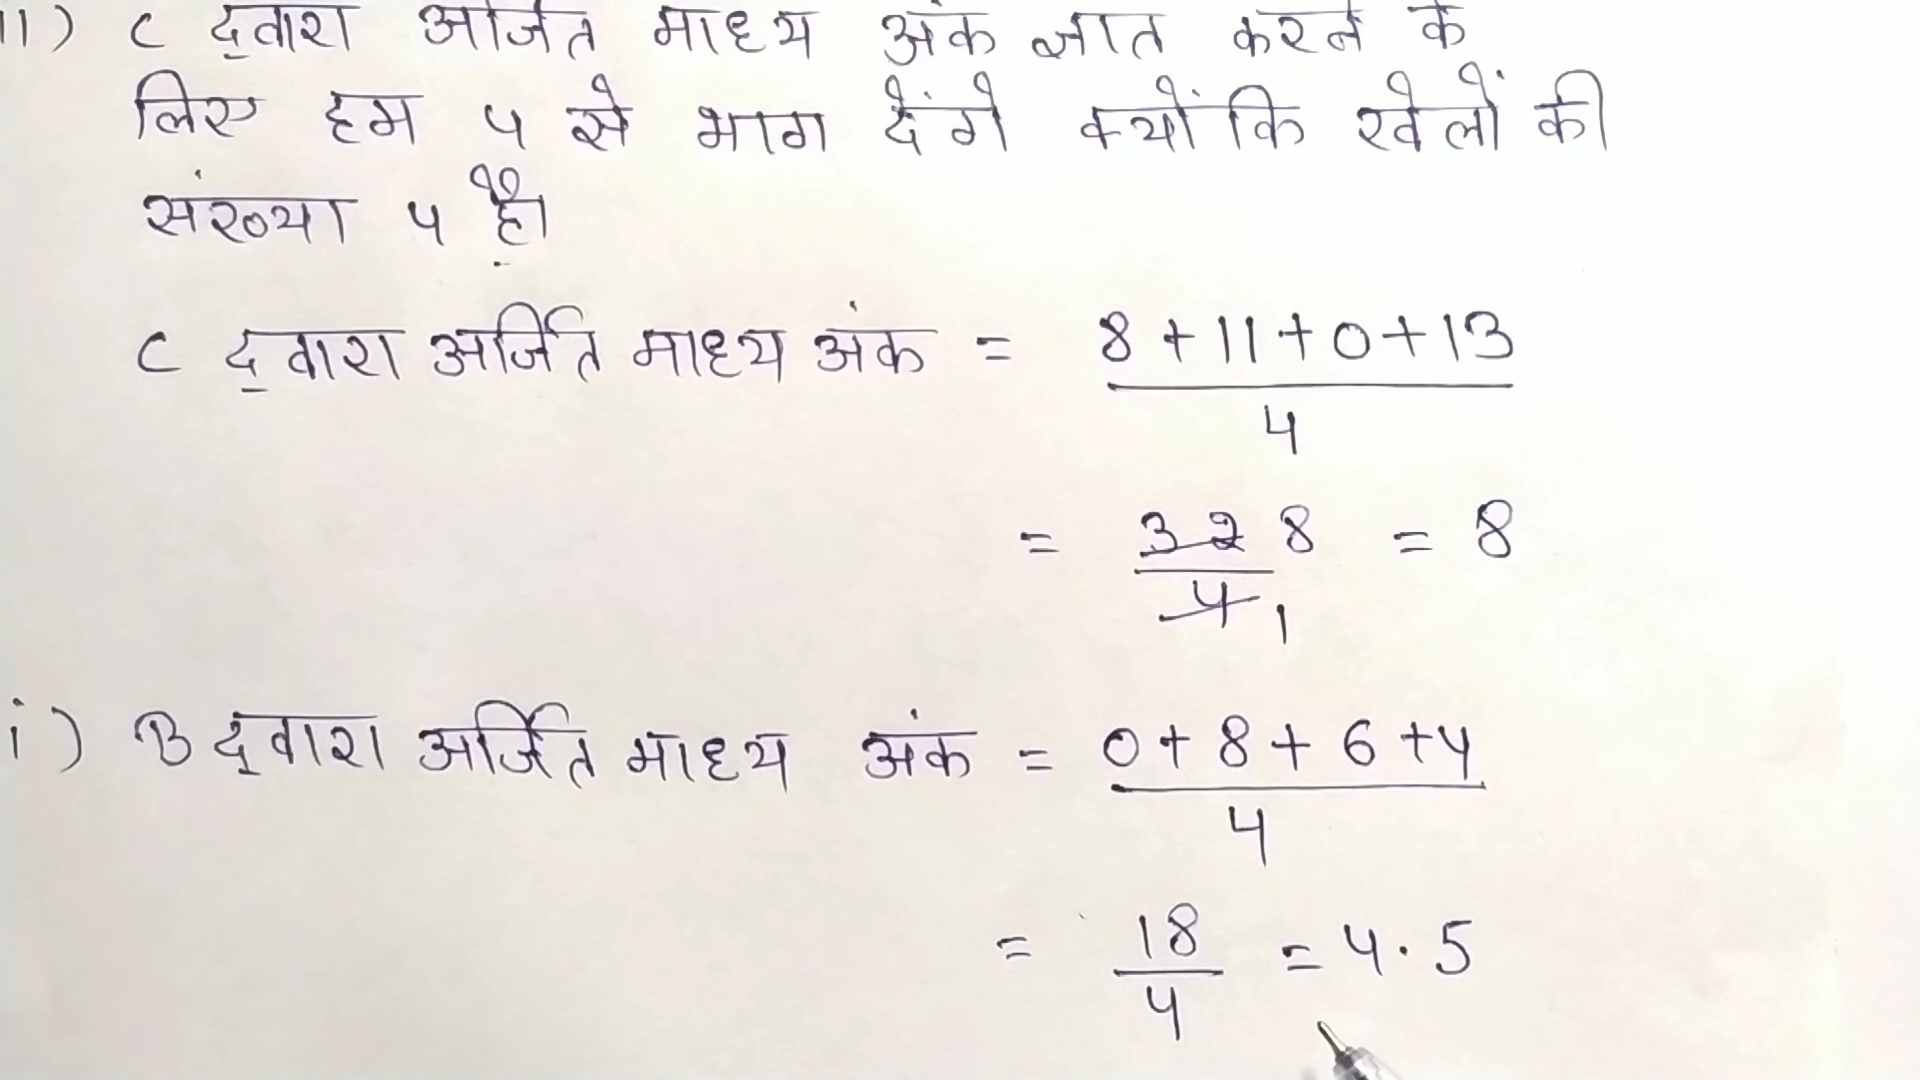 ii) C द्वारा अर्जित माध्य अंक ज्ञात करने के
लिए हम 4 से भाग देंगे क्योंकि खेलों की
संख्या 4 है।
C द्वारा अर्जित माध्य अंक = 8+11+0+13
4
= 32 8 = 8
4 1
i) B द्वारा अर्जित माध्य अंक = 0+8+6+4
4
= 18 = 4.5
4